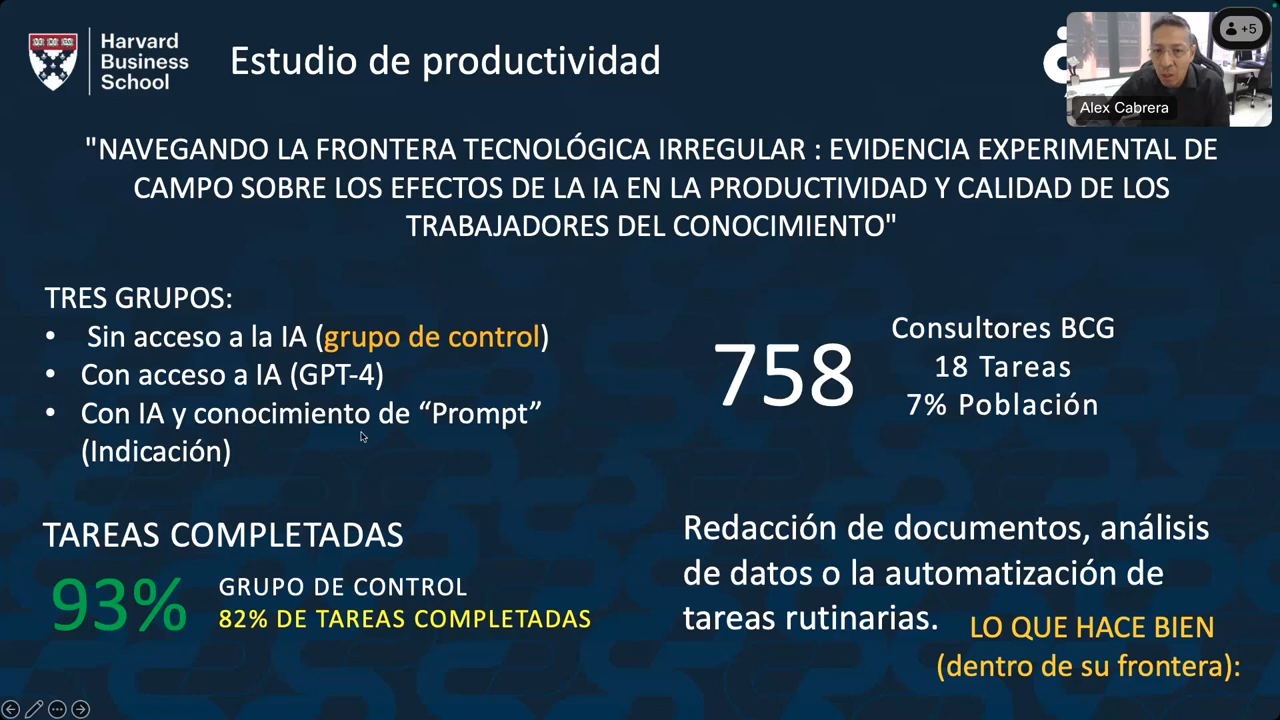 Harvard
Business
School
Estudio de productividad
+5
Alex Cabrera
"NAVEGANDO LA FRONTERA TECNOLÓGICA IRREGULAR : EVIDENCIA EXPERIMENTAL DE
CAMPO SOBRE LOS EFECTOS DE LA IA EN LA PRODUCTIVIDAD Y CALIDAD DE LOS
TRABAJADORES DEL CONOCIMIENTO"
TRES GRUPOS:
• Sin acceso a la IA (grupo de control)
• Con acceso a IA (GPT-4)
• Con IA y conocimiento de “Prompt”
(Indicación)
758
Consultores BCG
18 Tareas
7% Población
TAREAS COMPLETADAS
93%
GRUPO DE CONTROL
82% DE TAREAS COMPLETADAS
Redacción de documentos, análisis
de datos o la automatización de
tareas rutinarias.
LO QUE HACE BIEN
(dentro de su frontera):